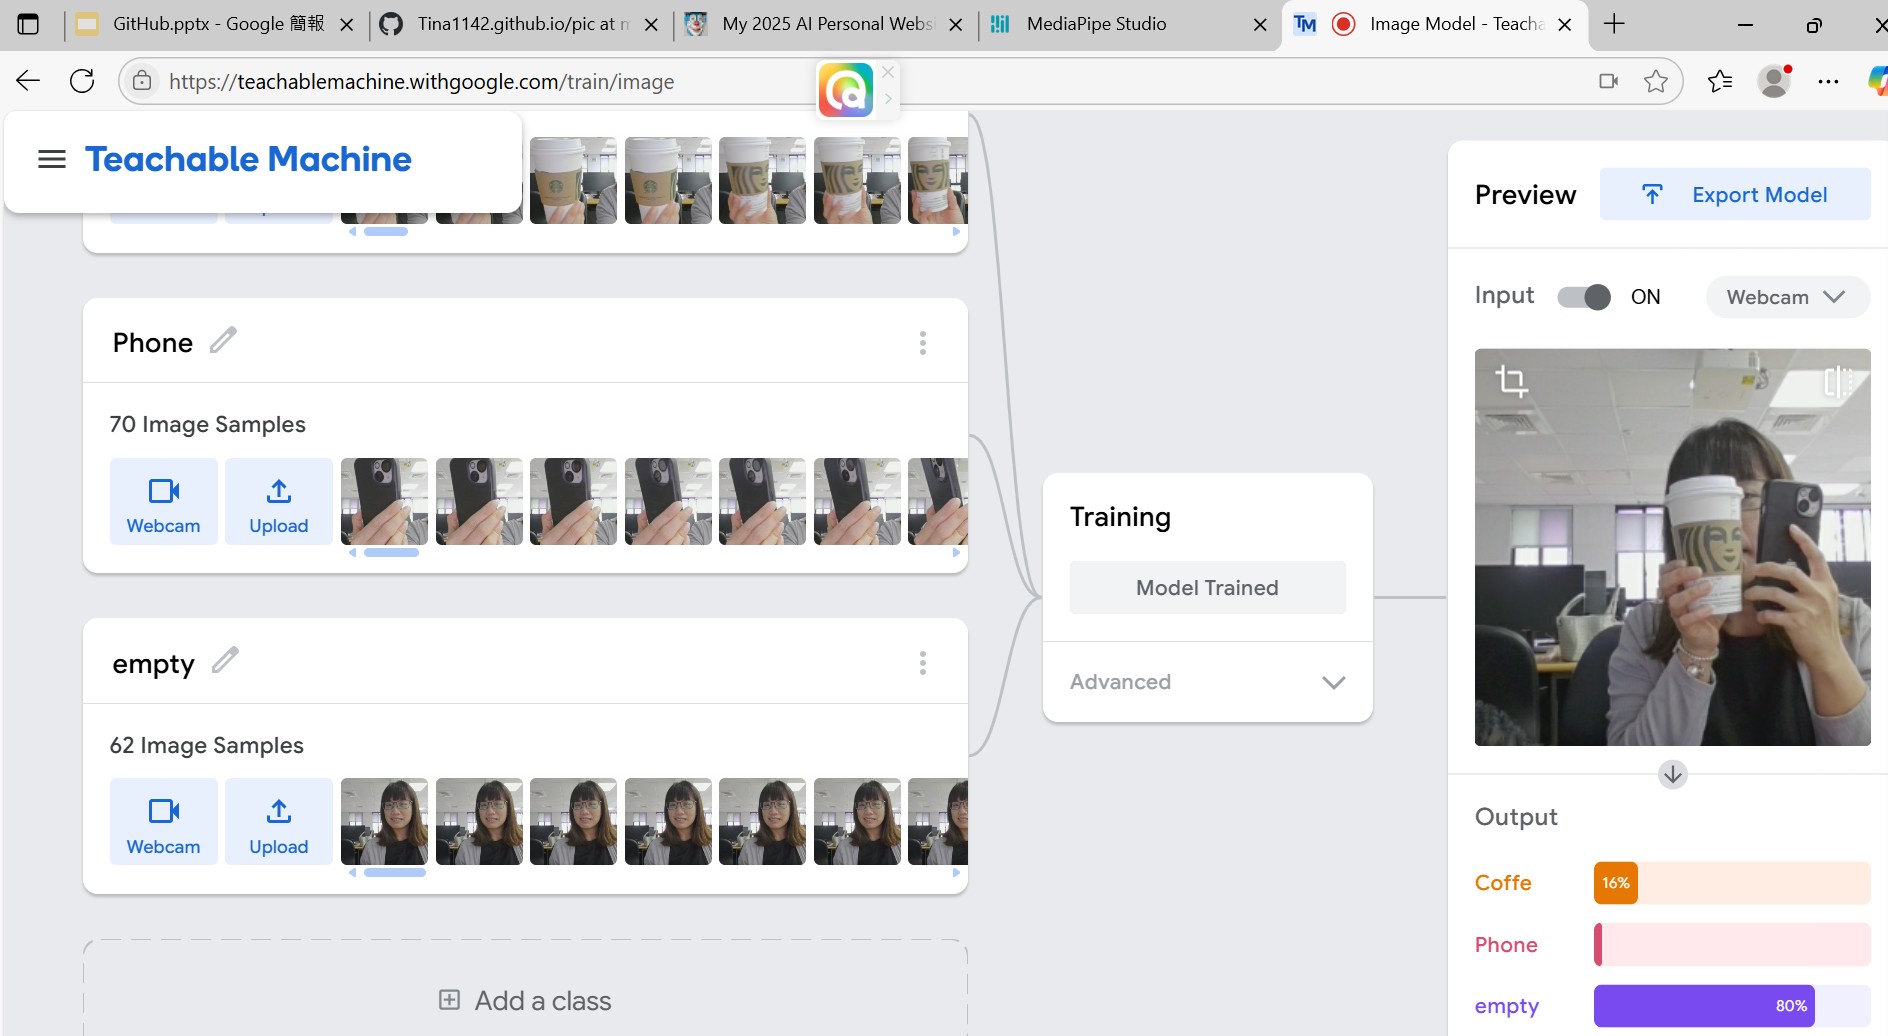 GitHub.pptx - Google 簡報
Tina1142.github.io/pic at m
My 2025 AI Personal Websi
MediaPipe Studio
TM
Image Model - Teacha
https://teachablemachine.withgoogle.com/train/image
Teachable Machine
Phone
70 Image Samples
Webcam
Upload
empty
62 Image Samples
Webcam
Upload
Add a class
Training
Model Trained
Advanced
Preview
Export Model
Input
ON
Webcam
Output
Coffe
16%
Phone
empty
80%